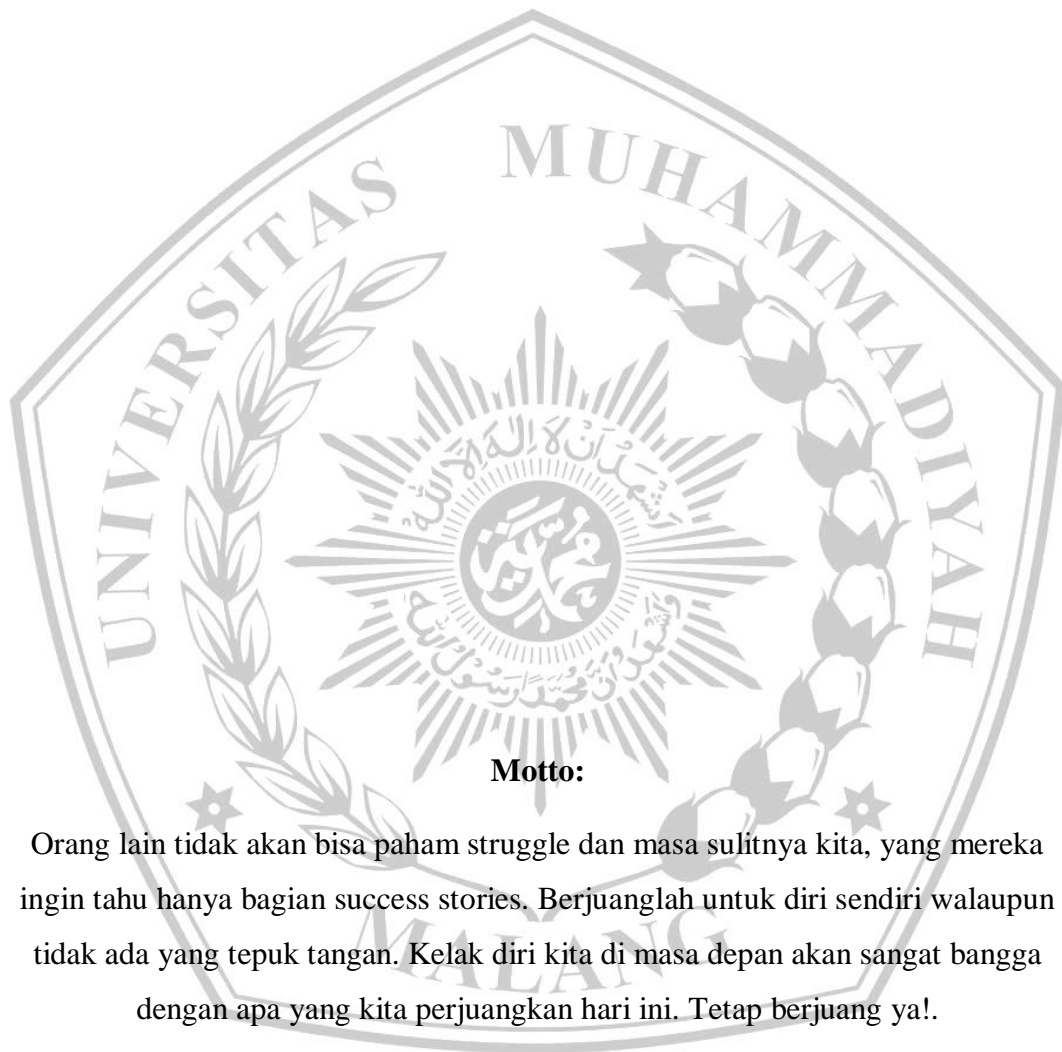 UNIVERSITAS MUHAMMADIYAH
MALANG
Motto:
Orang lain tidak akan bisa paham struggle dan masa sulitnya kita, yang mereka
ingin tahu hanya bagian success stories. Berjuanglah untuk diri sendiri walaupun
tidak ada yang tepuk tangan. Kelak diri kita di masa depan akan sangat bangga
dengan apa yang kita perjuangkan hari ini. Tetap berjuang ya!.